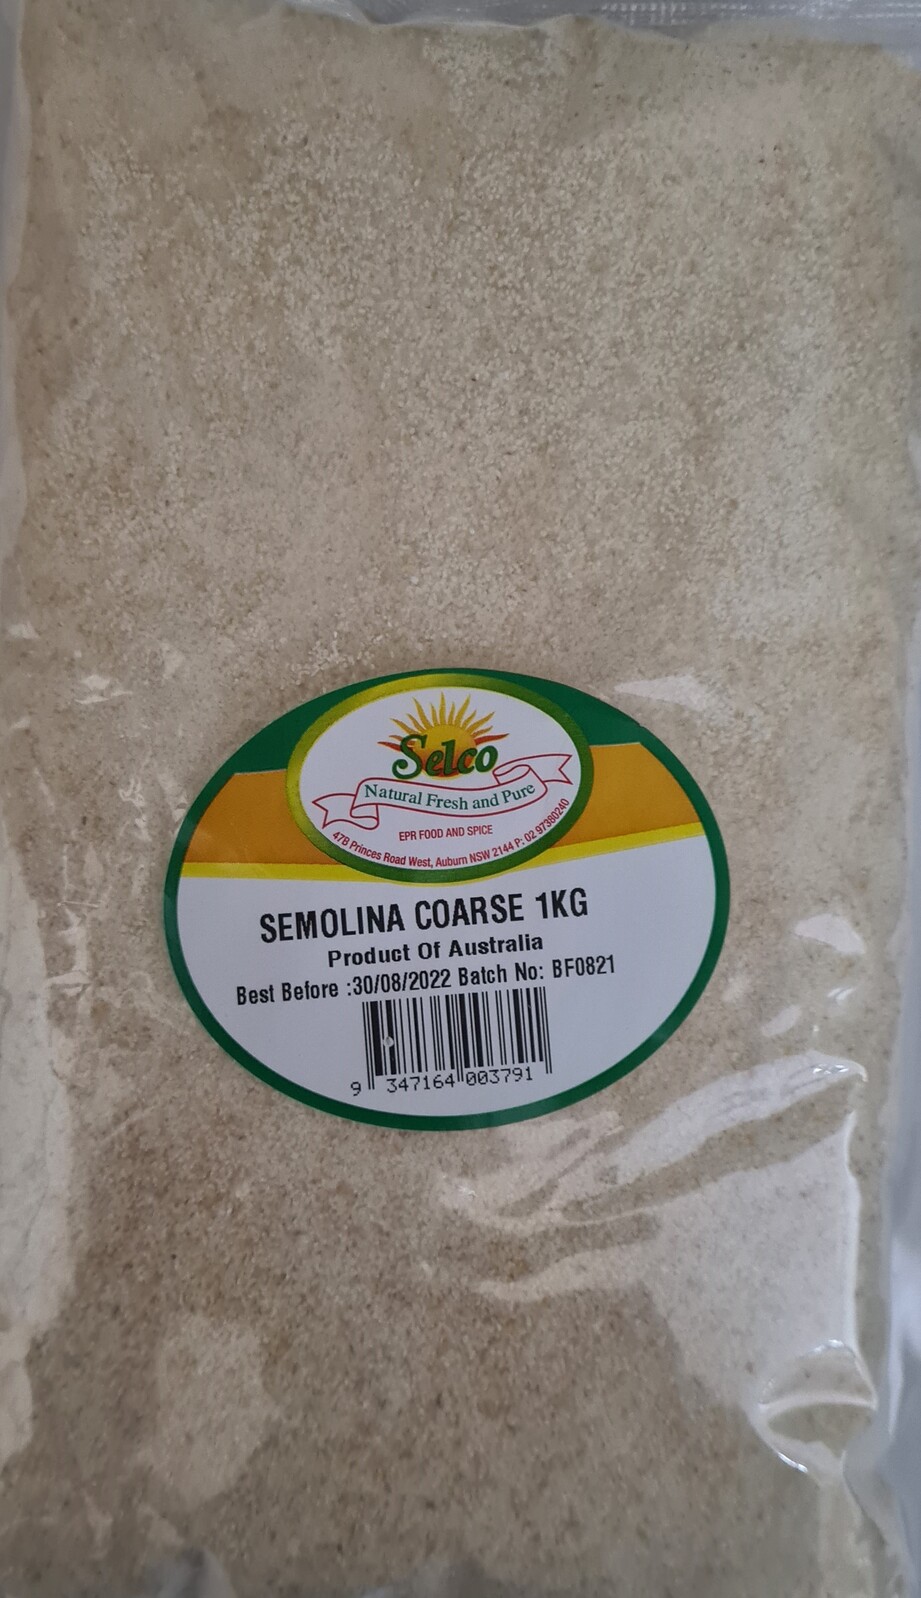 Selco
Natural Fresh and Pure
EPR FOOD AND SPICE
47B Princes Road West, Auburn NSW 2144 P: 02 97380240
SEMOLINA COARSE 1KG
Product Of Australia
Best Before :30/08/2022 Batch No: BF0821
9 347164 003791